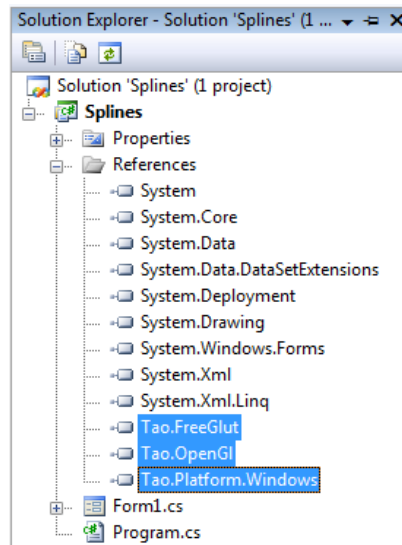 Solution Explorer - Solution 'Splines' (1 ...
Solution 'Splines' (1 project)
Splines
Properties
References
System
System.Core
System.Data
System.Data.DataSetExtensions
System.Deployment
System.Drawing
System.Windows.Forms
System.Xml
System.Xml.Linq
Tao.FreeGlut
Tao.OpenGl
Tao.Platform.Windows
Form1.cs
Program.cs